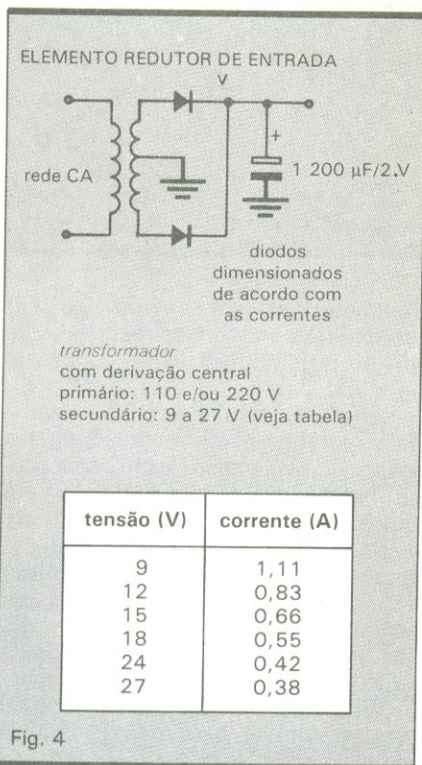 ELEMENTO REDUTOR DE ENTRADA
V
rede CA
+
1 200 µF/2.V
diodos
dimensionados
de acordo com
as correntes
transformador
com derivação central
primário: 110 e/ou 220 V
secundário: 9 a 27 V (veja tabela)
tensão (V) corrente (A)
9 1,11
12 0,83
15 0,66
18 0,55
24 0,42
27 0,38
Fig. 4